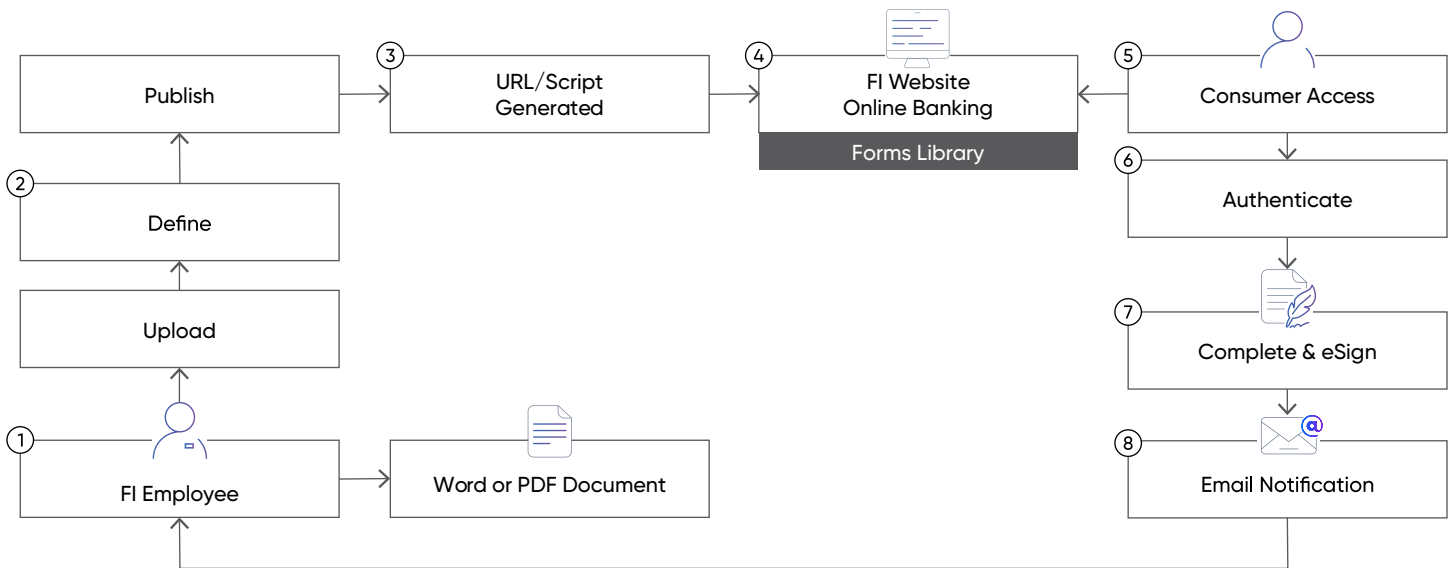 3
URL/Script
Generated
4
FI Website
Online Banking
Forms Library
5
Consumer Access
Publish
6
Authenticate
2
Define
7
Complete & eSign
Upload
1
FI Employee
Word or PDF Document
8
@
Email Notification